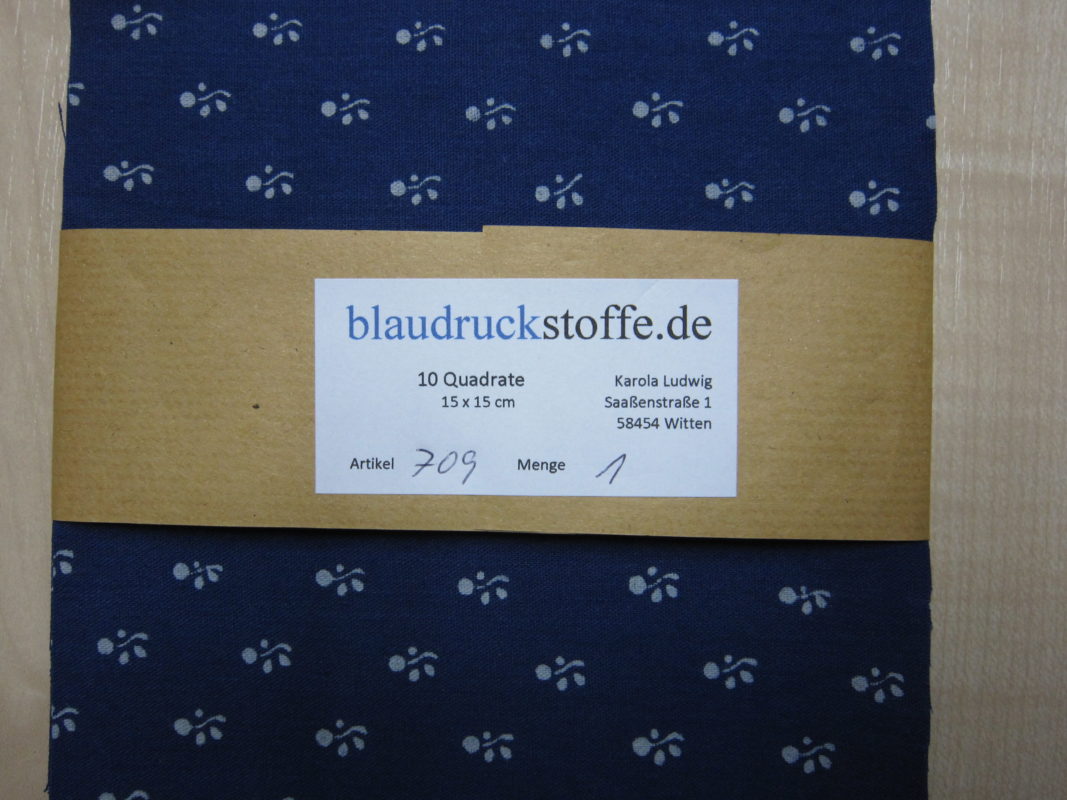 blaudruckstoffe.de
10 Quadrate
15 x 15 cm
Karola Ludwig
Saaßenstraße 1
58454 Witten
Artikel 709 Menge 1